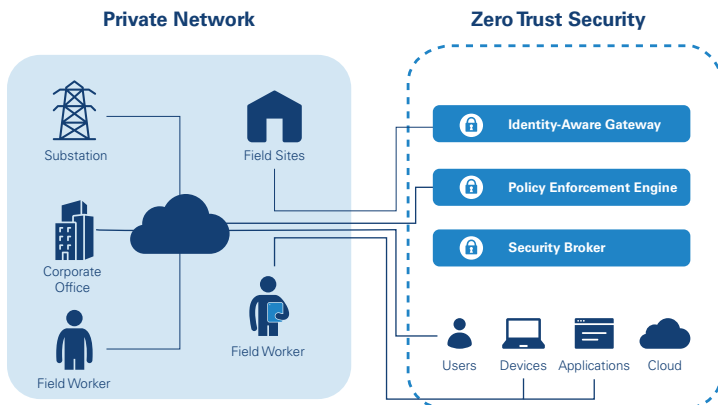 Private Network
Zero Trust Security
Substation
Field Sites
Corporate
Office
Field Worker
Field Worker
Identity-Aware Gateway
Policy Enforcement Engine
Security Broker
Users
Devices
Applications
Cloud